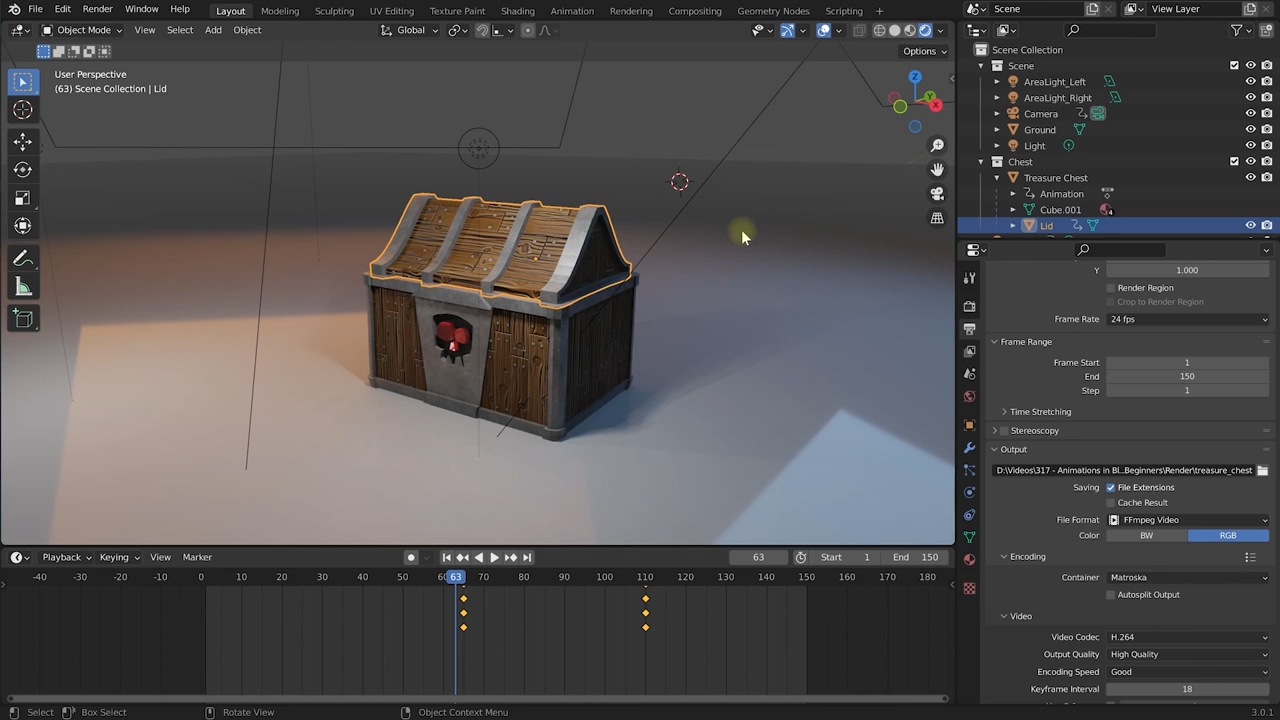 File Edit Render Window Help Layout Modeling Sculpting UV Editing Texture Paint Shading Animation Rendering Compositing Geometry Nodes Scripting + Scene View Layer
Object Mode View Select Add Object Global
Options
User Perspective
(63) Scene Collection | Lid
Z
Y
X
Scene Collection
Scene
AreaLight_Left
AreaLight_Right
Camera
Ground
Light
Chest
Treasure Chest
Animation
Cube.001 4
Lid
Y 1.000
Render Region
Crop to Render Region
Frame Rate 24 fps
Frame Range
Frame Start 1
End 150
Step 1
Time Stretching
Stereoscopy
Output
D:\Videos\317 - Animations in Bl...Beginners\Render\treasure_chest
Saving File Extensions
Cache Result
File Format FFmpeg Video
Color BW RGB
Encoding
Container Matroska
Autosplit Output
Video
Video Codec H.264
Output Quality High Quality
Encoding Speed Good
Keyframe Interval 18
Playback Keying View Marker 63 Start 1 End 150
-40 -20 -10 0 10 20 30 40 50 60 63 70 80 90 100 110 120 130 140 150 160 170 180
Select Box Select Rotate View Object Context Menu 3.0.1